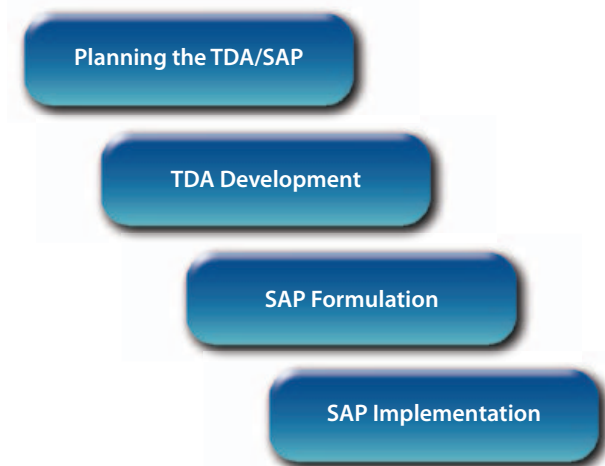 Planning the TDA/SAP
TDA Development
SAP Formulation
SAP Implementation